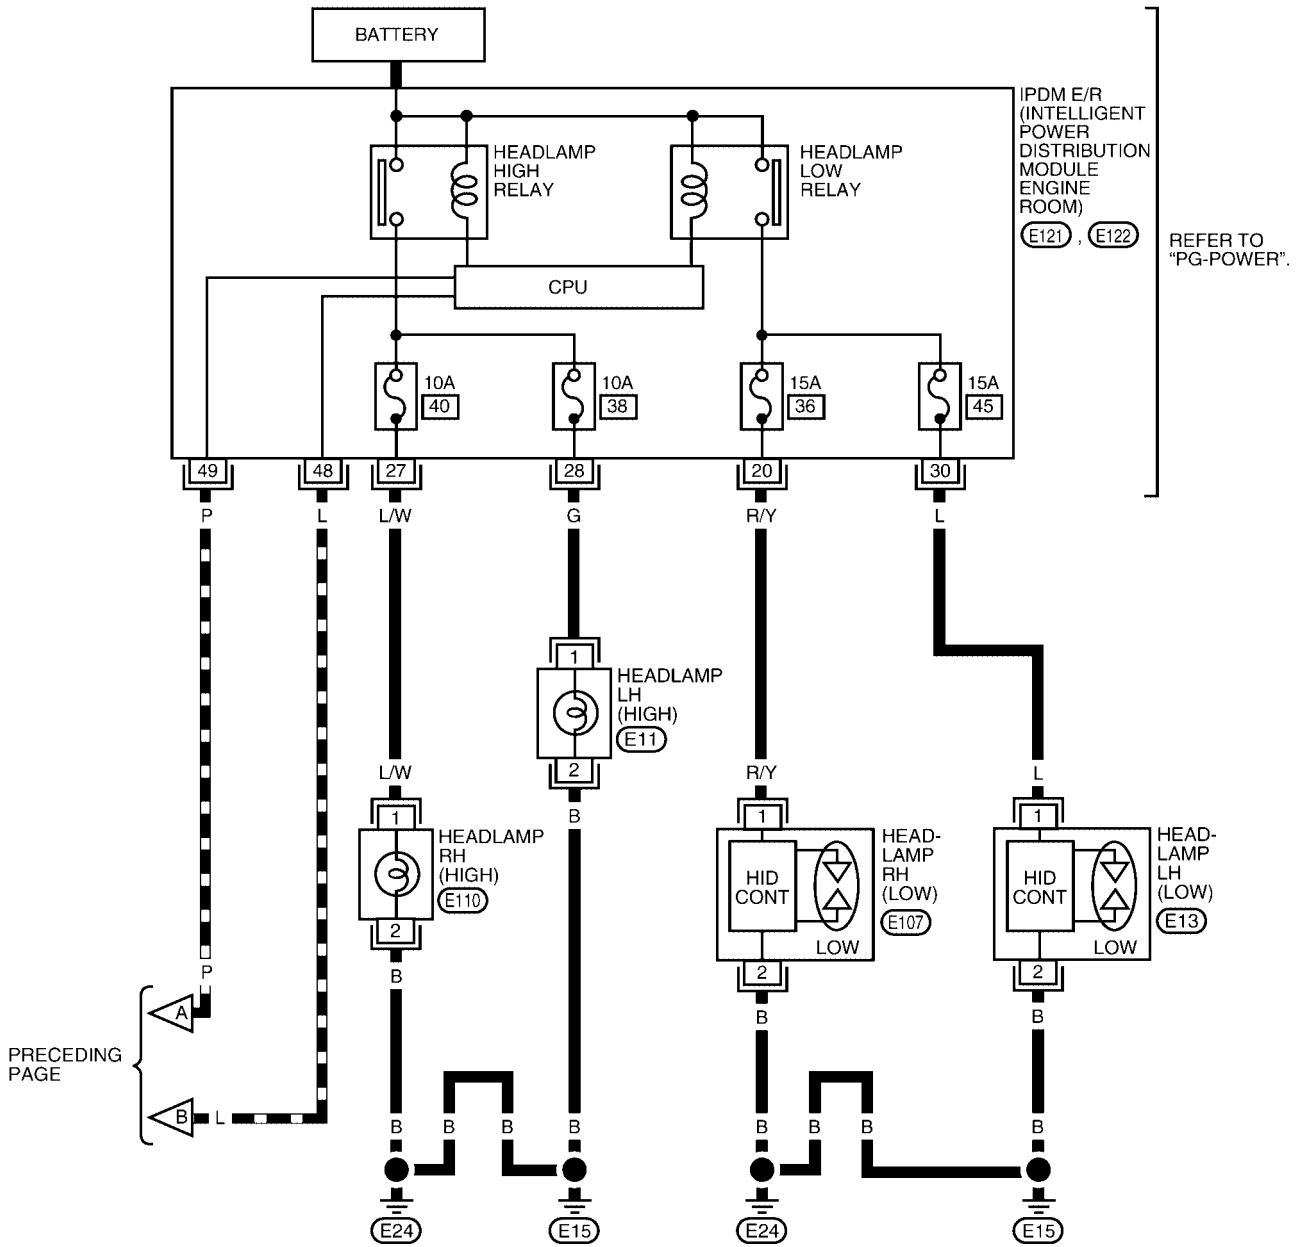 BATTERY
IPDM E/R
(INTELLIGENT
POWER
DISTRIBUTION
MODULE
ENGINE
ROOM)
E121 , E122
REFER TO
“PG-POWER”.
HEADLAMP
HIGH
RELAY
HEADLAMP
LOW
RELAY
CPU
10A
40
10A
38
15A
36
15A
45
49 48 27 28 20 30
P L L/W G R/Y L
1
HEADLAMP
LH
(HIGH)
E11
2
B
L/W
1
HEADLAMP
RH
(HIGH)
E110
2
B
R/Y
1
HID
CONT
LOW
HEAD-
LAMP
RH
(LOW)
E107
2
B
L
1
HID
CONT
LOW
HEAD-
LAMP
LH
(LOW)
E13
2
B
P
A
PRECEDING
PAGE
B L
B B B B B B B B
E24 E15 E24 E15